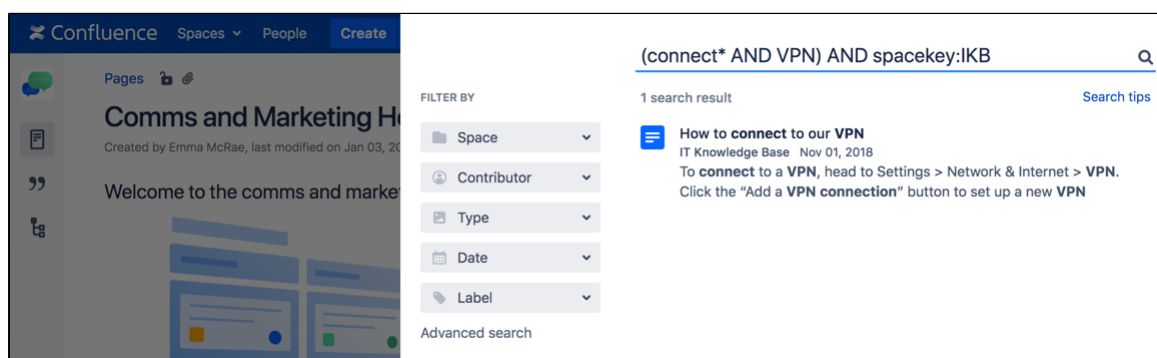 Confluence Spaces People Create
Pages
Comms and Marketing H
Created by Emma McRae, last modified on Jan 03, 20
Welcome to the comms and market
(connect* AND VPN) AND spacekey:IKB
FILTER BY
Space
Contributor
Type
Date
Label
Advanced search
1 search result Search tips
How to connect to our VPN
IT Knowledge Base Nov 01, 2018
To connect to a VPN, head to Settings > Network & Internet > VPN.
Click the “Add a VPN connection” button to set up a new VPN